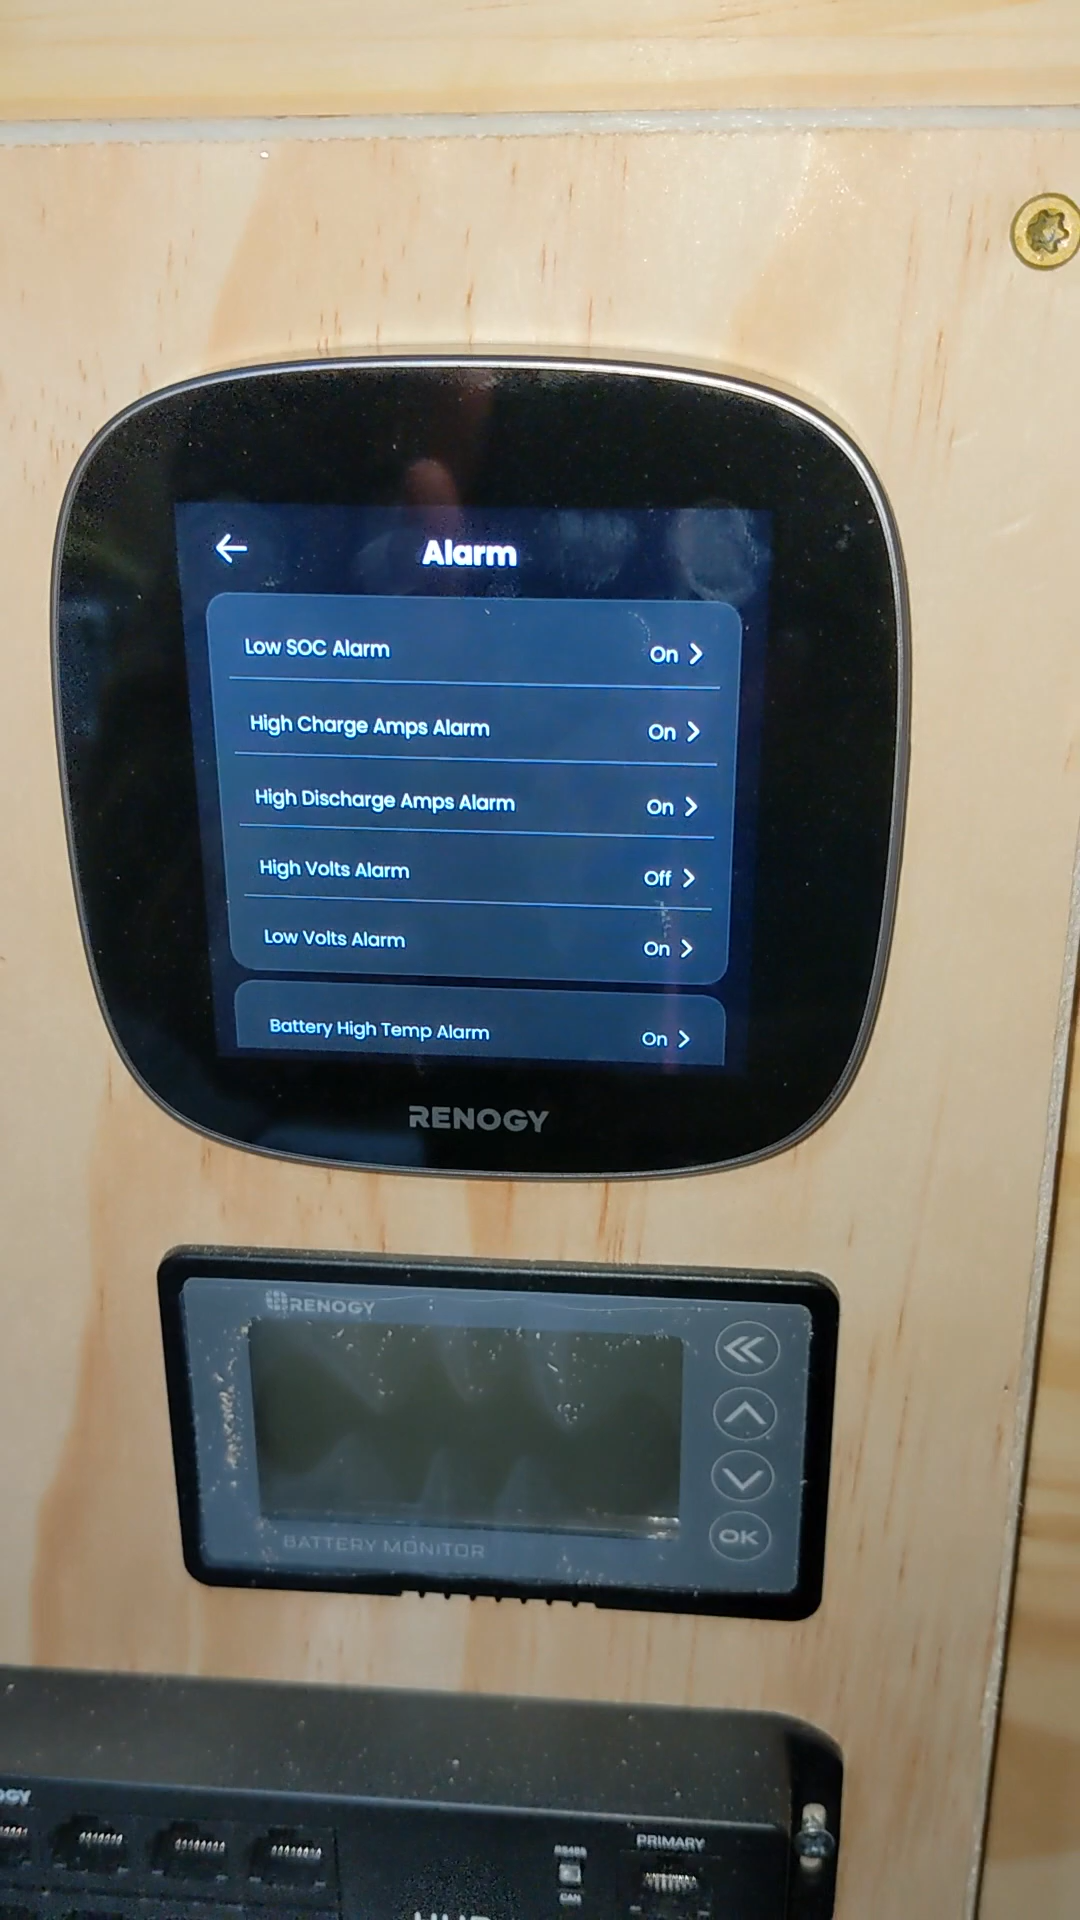 Alarm
Low SOC Alarm On
High Charge Amps Alarm On
High Discharge Amps Alarm On
High Volts Alarm Off
Low Volts Alarm On
Battery High Temp Alarm On
RENOGY
RENOGY
BATTERY MONITOR
OK
OGY
PRIMARY
RS485
CAN
HUB